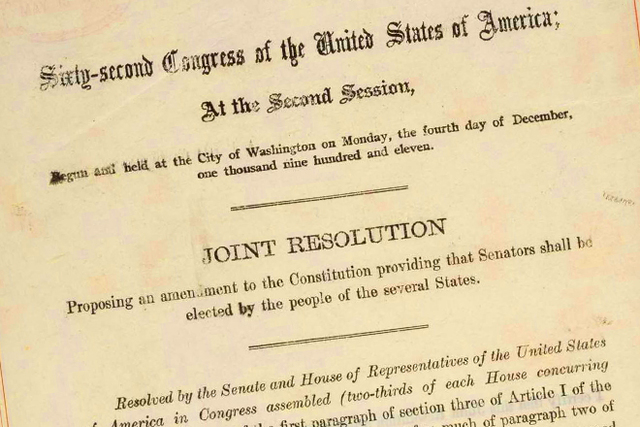 Sixty-second Congress of the United States of America;
At the Second Session,
Begun and held at the City of Washington on Monday, the fourth day of December,
one thousand nine hundred and eleven.
JOINT RESOLUTION
Proposing an amendment to the Constitution providing that Senators shall be
elected by the people of the several States.
Resolved by the Senate and House of Representatives of the United States
of America in Congress assembled (two-thirds of each House concurring
the first paragraph of section three of Article I of the
much of paragraph two of